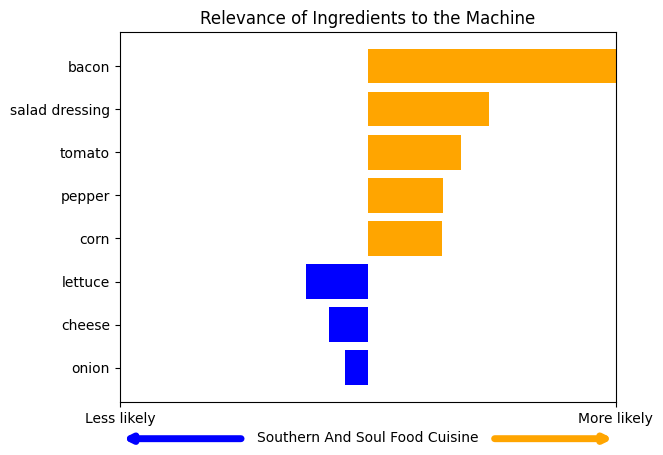 Relevance of Ingredients to the Machine
bacon
salad dressing
tomato
pepper
corn
lettuce
cheese
onion
Less likely
More likely
Southern And Soul Food Cuisine